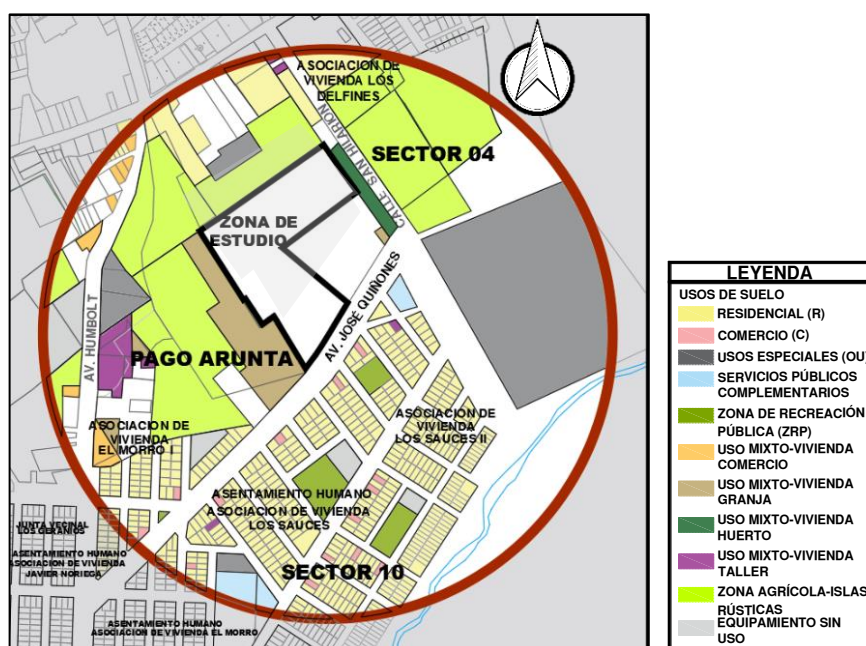 ASOCIACION DE
VIVIENDA LOS
DELFINES
CALLE SAN HILARION
SECTOR 04
ZONA DE
ESTUDIO
AV. JOSÉ QUIÑONES
AV. HUMBOLT
PAGO ARUNTA
ASOCIACION DE
VIVIENDA
EL MORRO I
ASOCIACION DE
VIVIENDA
LOS SAUCES II
ASENTAMIENTO HUMANO
ASOCIACION DE VIVIENDA
LOS SAUCES
JUNTA VECINAL
LOS GERANIOS
ASENTAMIENTO HUMANO
ASOCIACION DE VIVIENDA
JAVIER NORIEGA
SECTOR 10
ASENTAMIENTO HUMANO
ASOCIACION DE VIVIENDA EL MORRO
LEYENDA
USOS DE SUELO
RESIDENCIAL (R)
COMERCIO (C)
USOS ESPECIALES (OU)
SERVICIOS PÚBLICOS
COMPLEMENTARIOS
ZONA DE RECREACIÓN
PÚBLICA (ZRP)
USO MIXTO-VIVIENDA
COMERCIO
USO MIXTO-VIVIENDA
GRANJA
USO MIXTO-VIVIENDA
HUERTO
USO MIXTO-VIVIENDA
TALLER
ZONA AGRÍCOLA-ISLAS
RÚSTICAS
EQUIPAMIENTO SIN
USO